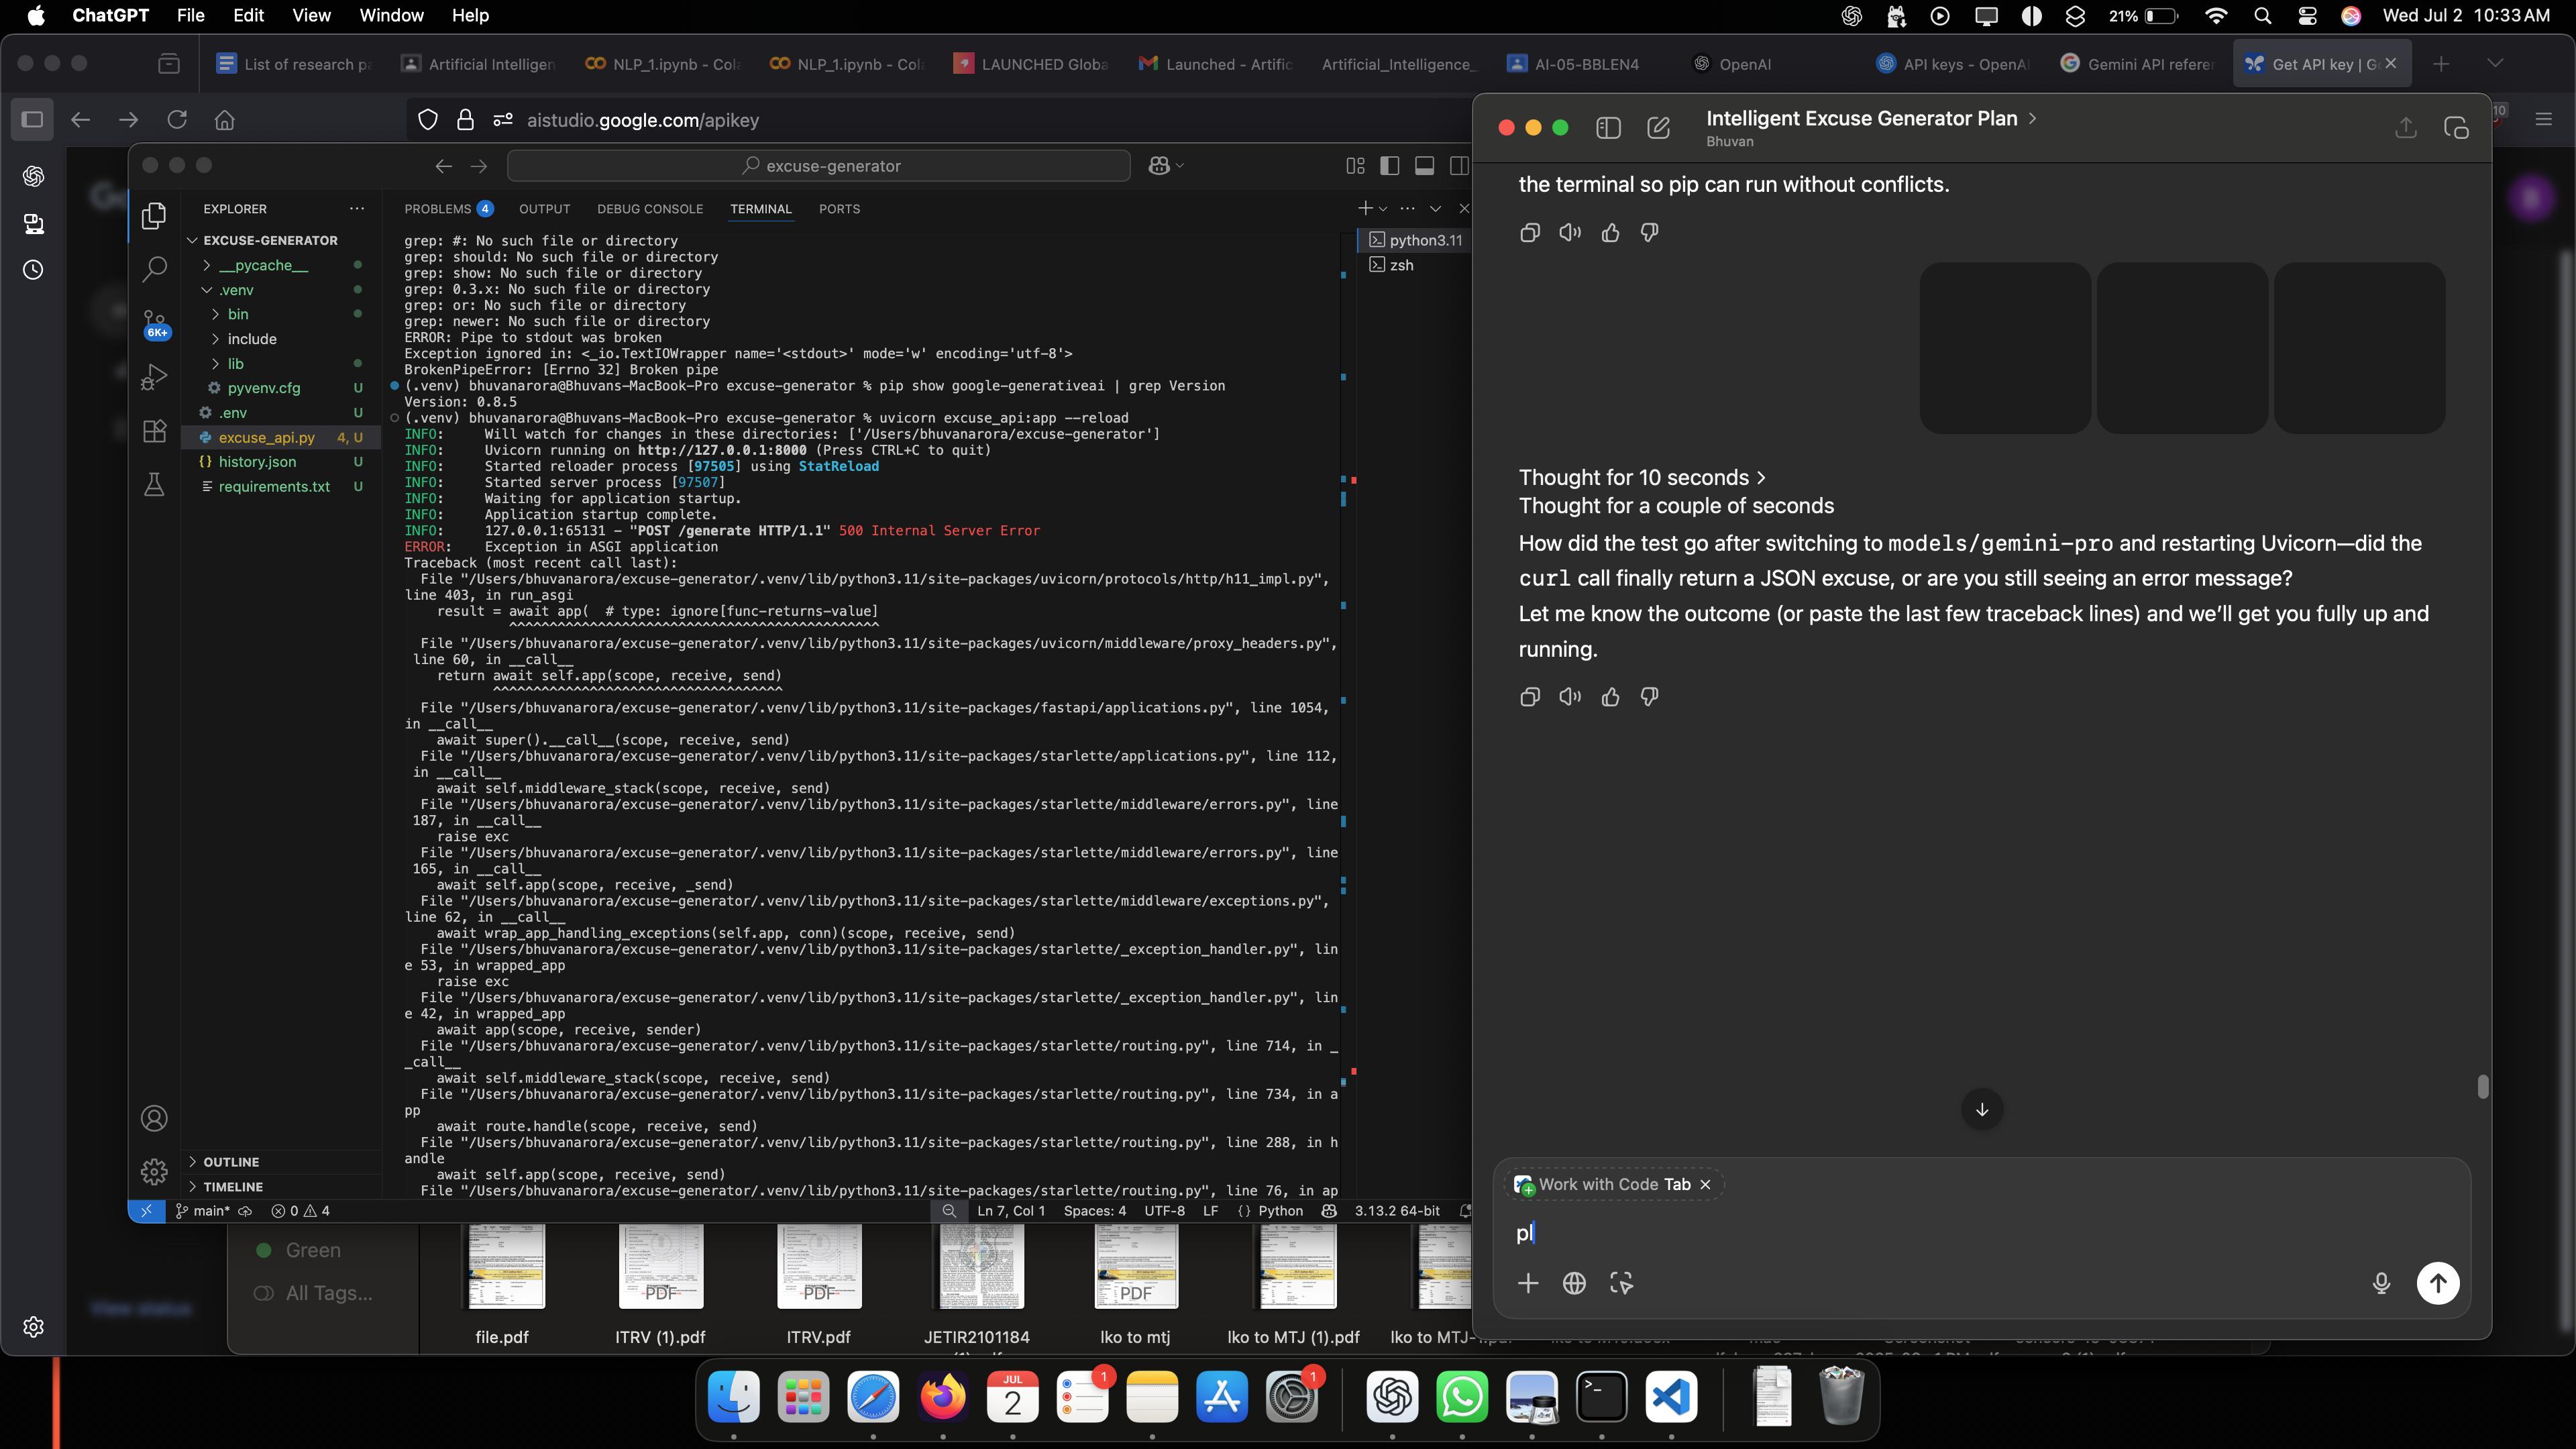 ChatGPT File Edit View Window Help
21% Wed Jul 2 10:33 AM
List of research pa
Artificial Intelligen
NLP_1.ipynb - Cola
NLP_1.ipynb - Cola
LAUNCHED Globa
Launched - Artific
Artificial_Intelligence_
AI-05-BBLEN4
OpenAI
API keys - OpenAI
Gemini API referen
Get API key | G
aistudio.google.com/apikey
10
excuse-generator
EXPLORER
EXCUSE-GENERATOR
__pycache__
.venv
bin
include
lib
pyvenv.cfg U
.env U
excuse_api.py 4, U
history.json U
requirements.txt U
6K+
OUTLINE
TIMELINE
PROBLEMS 4 OUTPUT DEBUG CONSOLE TERMINAL PORTS
python3.11
zsh
grep: #: No such file or directory
grep: should: No such file or directory
grep: show: No such file or directory
grep: 0.3.x: No such file or directory
grep: or: No such file or directory
grep: newer: No such file or directory
ERROR: Pipe to stdout was broken
Exception ignored in: <_io.TextIOWrapper name='<stdout>' mode='w' encoding='utf-8'>
BrokenPipeError: [Errno 32] Broken pipe
(.venv) bhuvanarora@Bhuvans-MacBook-Pro excuse-generator % pip show google-generativeai | grep Version
Version: 0.8.5
(.venv) bhuvanarora@Bhuvans-MacBook-Pro excuse-generator % uvicorn excuse_api:app --reload
INFO: Will watch for changes in these directories: ['/Users/bhuvanarora/excuse-generator']
INFO: Uvicorn running on http://127.0.0.1:8000 (Press CTRL+C to quit)
INFO: Started reloader process [97505] using StatReload
INFO: Started server process [97507]
INFO: Waiting for application startup.
INFO: Application startup complete.
INFO: 127.0.0.1:65131 - "POST /generate HTTP/1.1" 500 Internal Server Error
ERROR: Exception in ASGI application
Traceback (most recent call last):
File "/Users/bhuvanarora/excuse-generator/.venv/lib/python3.11/site-packages/uvicorn/protocols/http/h11_impl.py",
line 403, in run_asgi
result = await app( # type: ignore[func-returns-value]
^^^^^^^^^^^^^^^^^^^^^^^^^^^^^^^^^^^^^^^^^^^^^^
File "/Users/bhuvanarora/excuse-generator/.venv/lib/python3.11/site-packages/uvicorn/middleware/proxy_headers.py",
line 60, in __call__
return await self.app(scope, receive, send)
^^^^^^^^^^^^^^^^^^^^^^^^^^^^^^^^^^^^
File "/Users/bhuvanarora/excuse-generator/.venv/lib/python3.11/site-packages/fastapi/applications.py", line 1054,
in __call__
await super().__call__(scope, receive, send)
File "/Users/bhuvanarora/excuse-generator/.venv/lib/python3.11/site-packages/starlette/applications.py", line 112,
in __call__
await self.middleware_stack(scope, receive, send)
File "/Users/bhuvanarora/excuse-generator/.venv/lib/python3.11/site-packages/starlette/middleware/errors.py", line
187, in __call__
raise exc
File "/Users/bhuvanarora/excuse-generator/.venv/lib/python3.11/site-packages/starlette/middleware/errors.py", line
165, in __call__
await self.app(scope, receive, _send)
File "/Users/bhuvanarora/excuse-generator/.venv/lib/python3.11/site-packages/starlette/middleware/exceptions.py",
line 62, in __call__
await wrap_app_handling_exceptions(self.app, conn)(scope, receive, send)
File "/Users/bhuvanarora/excuse-generator/.venv/lib/python3.11/site-packages/starlette/_exception_handler.py", lin
e 53, in wrapped_app
raise exc
File "/Users/bhuvanarora/excuse-generator/.venv/lib/python3.11/site-packages/starlette/_exception_handler.py", lin
e 42, in wrapped_app
await app(scope, receive, sender)
File "/Users/bhuvanarora/excuse-generator/.venv/lib/python3.11/site-packages/starlette/routing.py", line 714, in _
_call__
await self.middleware_stack(scope, receive, send)
File "/Users/bhuvanarora/excuse-generator/.venv/lib/python3.11/site-packages/starlette/routing.py", line 734, in a
pp
await route.handle(scope, receive, send)
File "/Users/bhuvanarora/excuse-generator/.venv/lib/python3.11/site-packages/starlette/routing.py", line 288, in h
andle
await self.app(scope, receive, send)
File "/Users/bhuvanarora/excuse-generator/.venv/lib/python3.11/site-packages/starlette/routing.py", line 76, in ap
main* 0 4 Ln 7, Col 1 Spaces: 4 UTF-8 LF {} Python 3.13.2 64-bit
Intelligent Excuse Generator Plan
Bhuvan
the terminal so pip can run without conflicts.
Thought for 10 seconds
Thought for a couple of seconds
How did the test go after switching to models/gemini-pro and restarting Uvicorn—did the
curl call finally return a JSON excuse, or are you still seeing an error message?
Let me know the outcome (or paste the last few traceback lines) and we'll get you fully up and
running.
Work with Code Tab
pl
View status
Green
All Tags...
PDF
PDF
PDF
file.pdf
ITRV (1).pdf
ITRV.pdf
JETIR2101184
lko to mtj
lko to MTJ (1).pdf
JUL
2
1
1